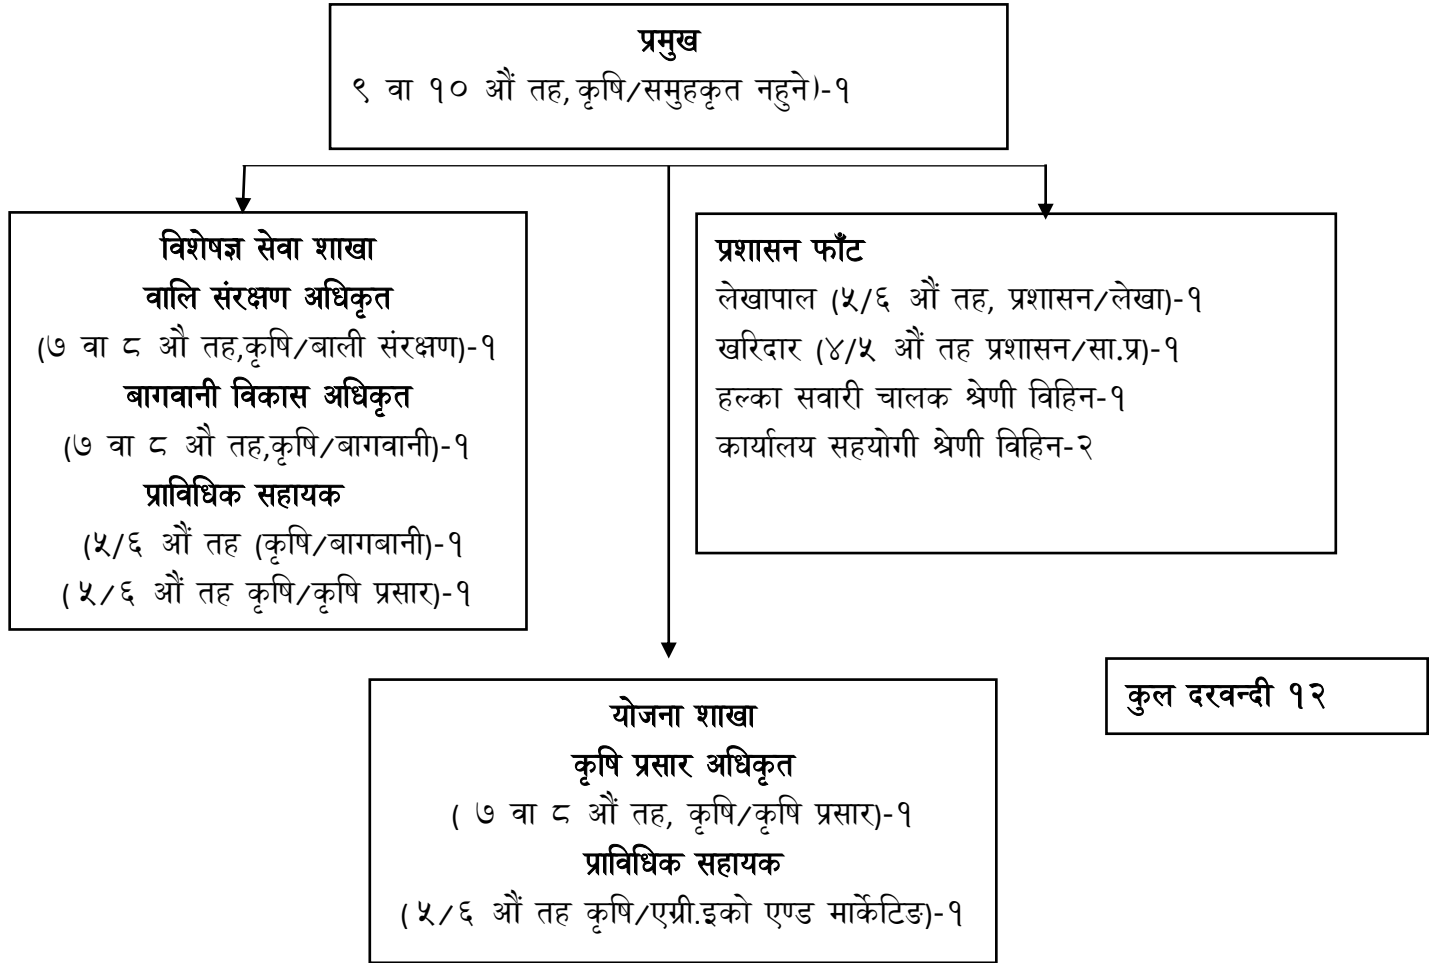 प्रमुख
९ वा १० औं तह, कृषि/समुहकृत नहुने)-१
विशेषज्ञ सेवा शाखा
वालि संरक्षण अधिकृत
(७ वा ८ औ तह,कृषि/बाली संरक्षण)-१
बागवानी विकास अधिकृत
(७ वा ८ औ तह,कृषि/बागवानी)-१
प्राविधिक सहायक
(५/६ औं तह (कृषि/बागबानी)-१
(५/६ औं तह कृषि/कृषि प्रसार)-१
प्रशासन फाँट
लेखापाल (५/६ औं तह, प्रशासन/लेखा)-१
खरिदार (४/५ औं तह प्रशासन/सा.प्र)-१
हल्का सवारी चालक श्रेणी विहिन-१
कार्यालय सहयोगी श्रेणी विहिन-२
योजना शाखा
कृषि प्रसार अधिकृत
( ७ वा ८ औं तह, कृषि/कृषि प्रसार)-१
प्राविधिक सहायक
(५/६ औं तह कृषि/एग्री.इको एण्ड मार्केटिङ)-१
कुल दरवन्दी १२